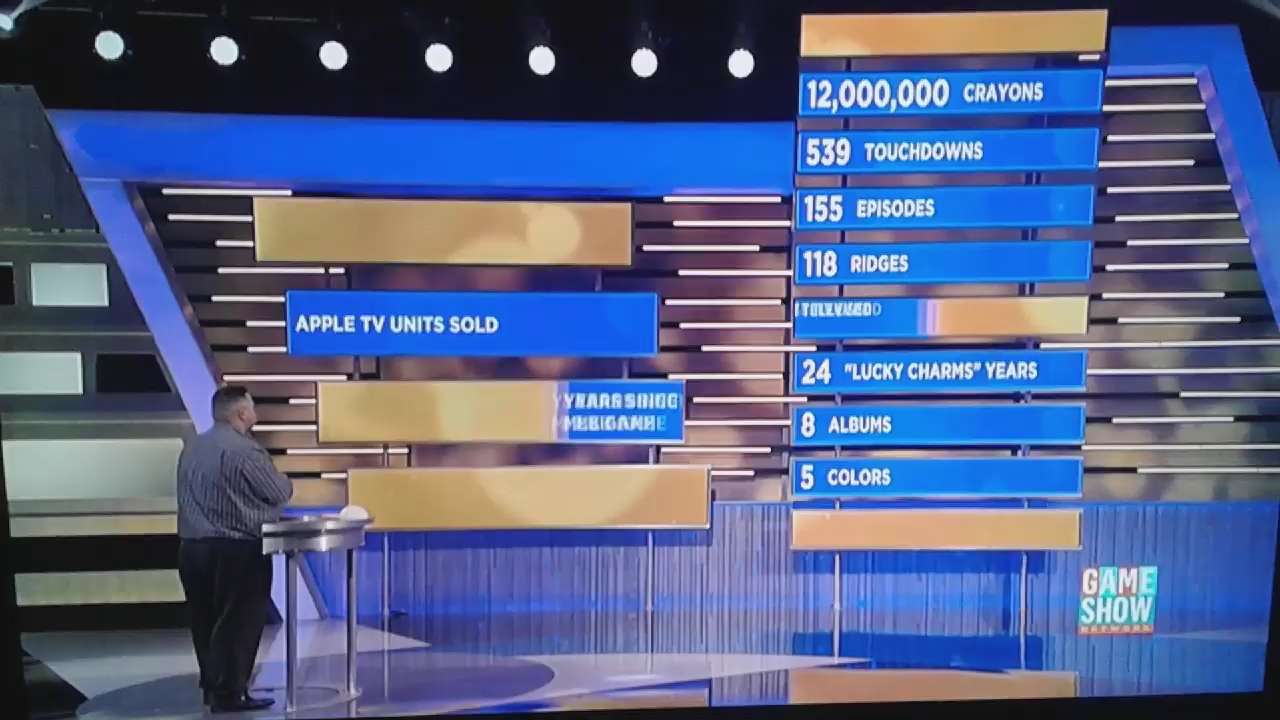 APPLE TV UNITS SOLD
12,000,000 CRAYONS
539 TOUCHDOWNS
155 EPISODES
118 RIDGES
24 "LUCKY CHARMS" YEARS
8 ALBUMS
5 COLORS
GAME
SHOW
NETWORK